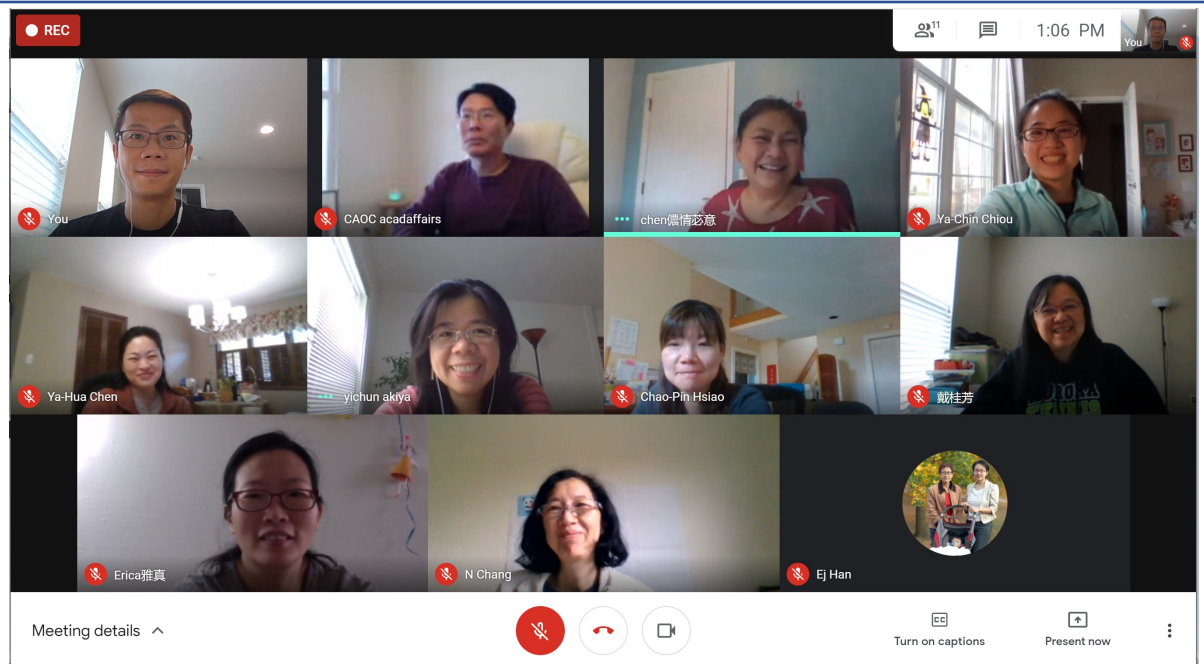 REC
11
1:06 PM
You
You
CAOC acadaffairs
chen儂情苾意
Ya-Chin Chiou
Ya-Hua Chen
yichun akiya
Chao-Pin Hsiao
戴桂芳
Erica雅真
N Chang
Ej Han
Meeting details
CC
Turn on captions
Present now